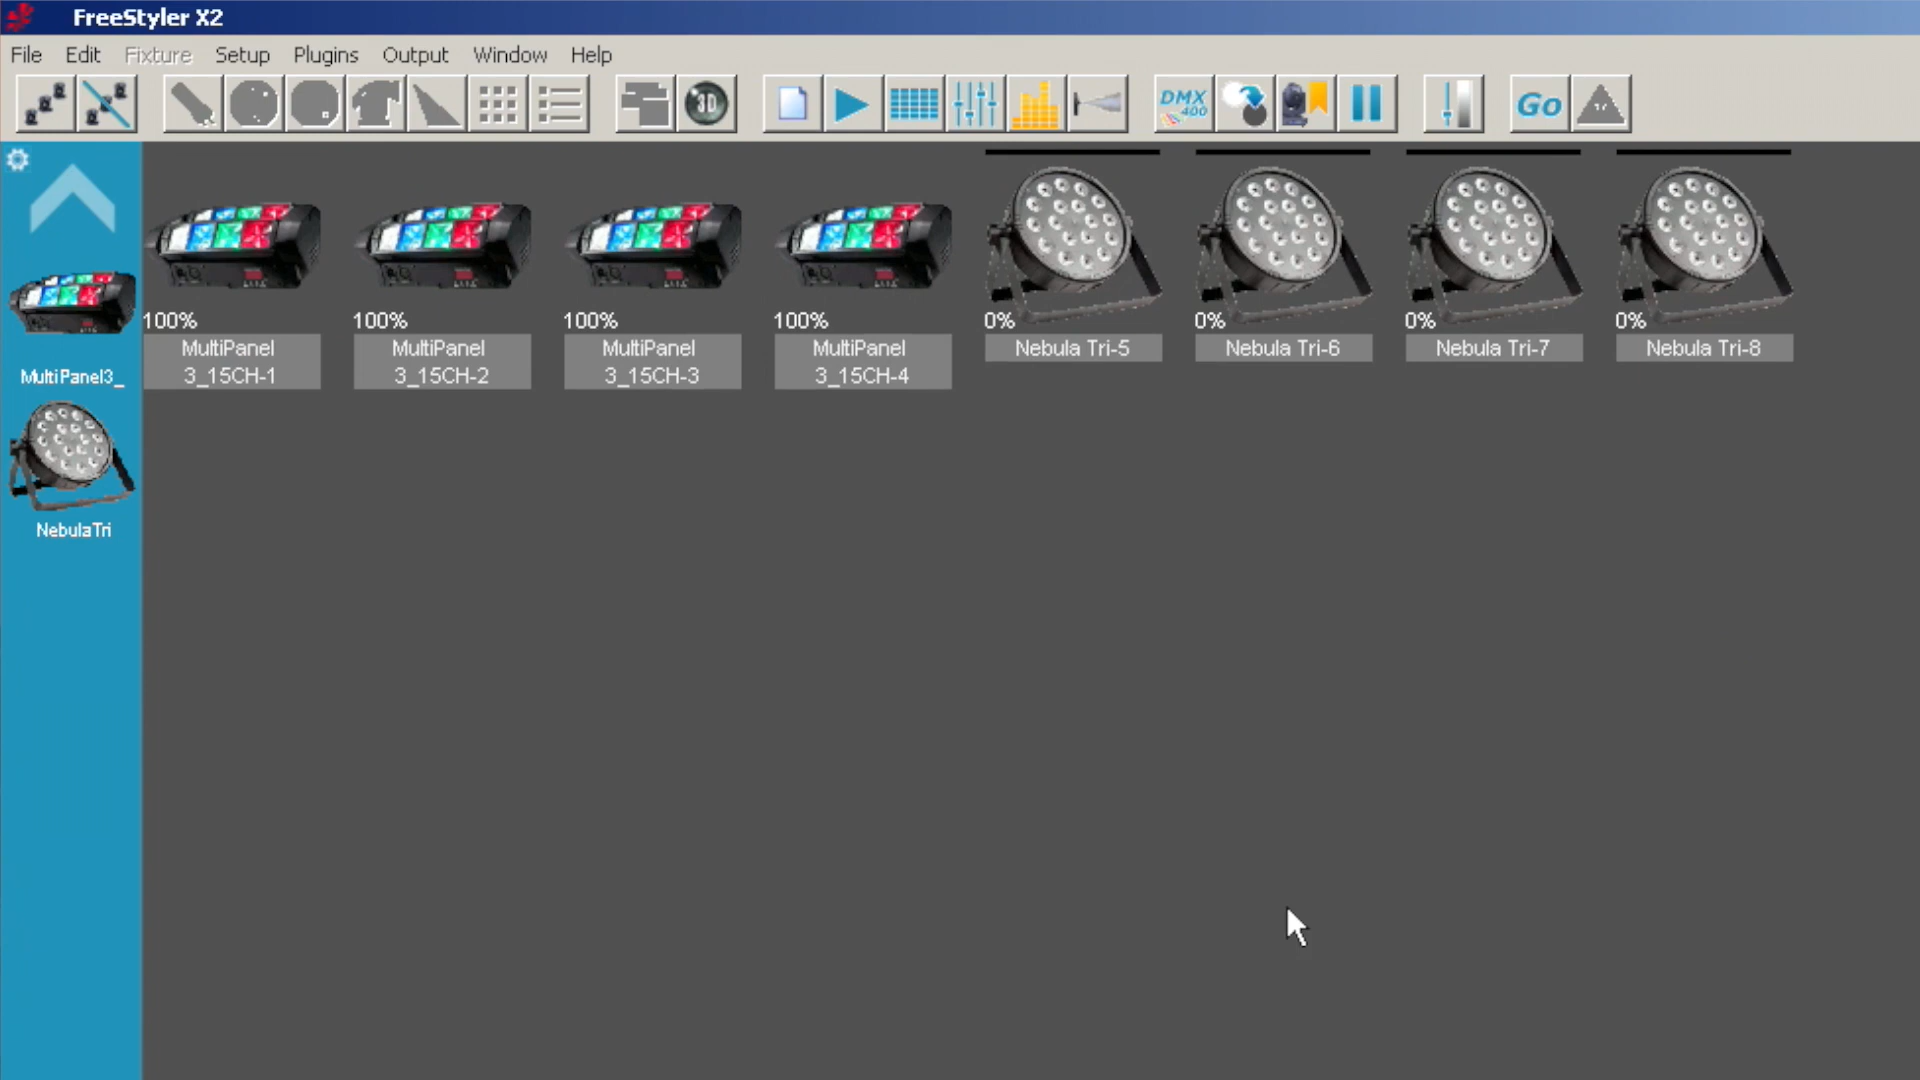 FreeStyler X2
File Edit Fixture Setup Plugins Output Window Help
3D
DMX
400
Go
100%
100%
100%
100%
0%
0%
0%
0%
MultiPanel
3_15CH-1
MultiPanel
3_15CH-2
MultiPanel
3_15CH-3
MultiPanel
3_15CH-4
Nebula Tri-5
Nebula Tri-6
Nebula Tri-7
Nebula Tri-8
MultiPanel3_
NebulaTri